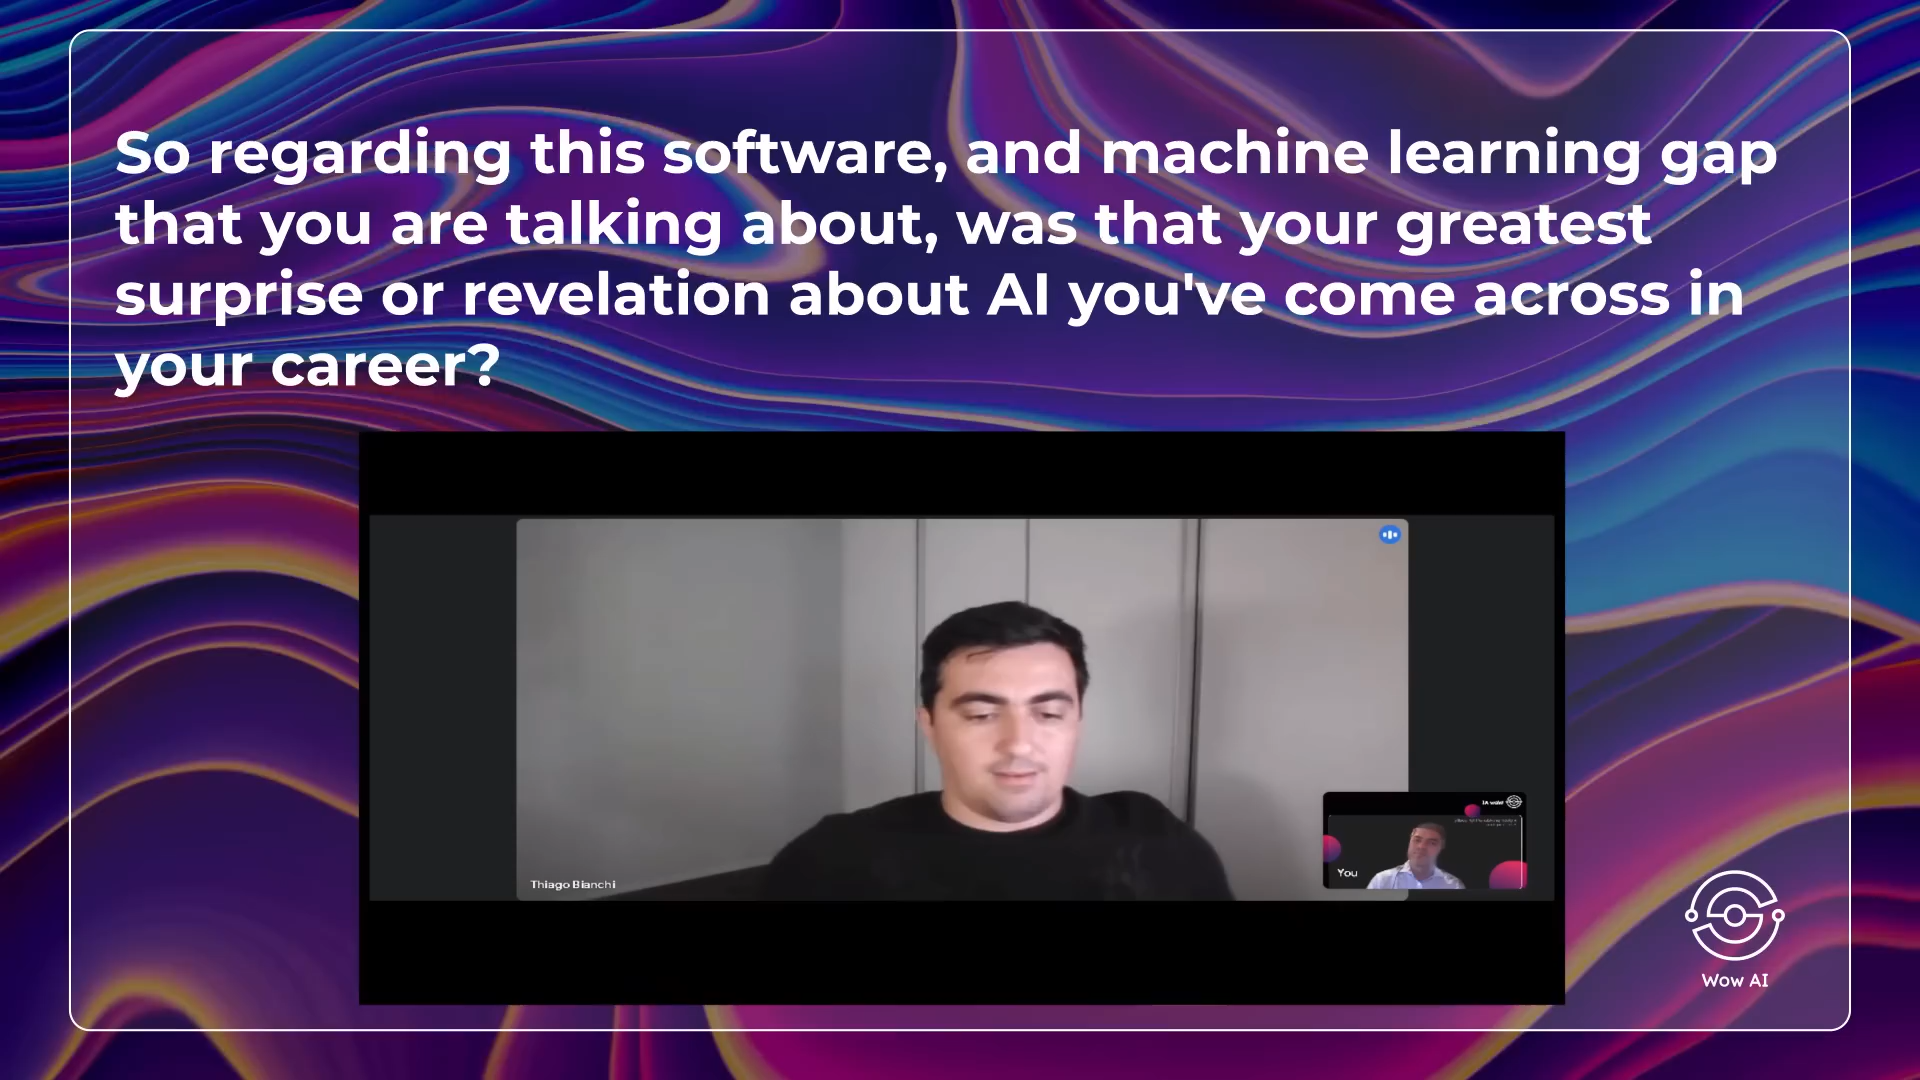 So regarding this software, and machine learning gap
that you are talking about, was that your greatest
surprise or revelation about AI you've come across in
your career?
Thiago Bianchi
You
Wow AI